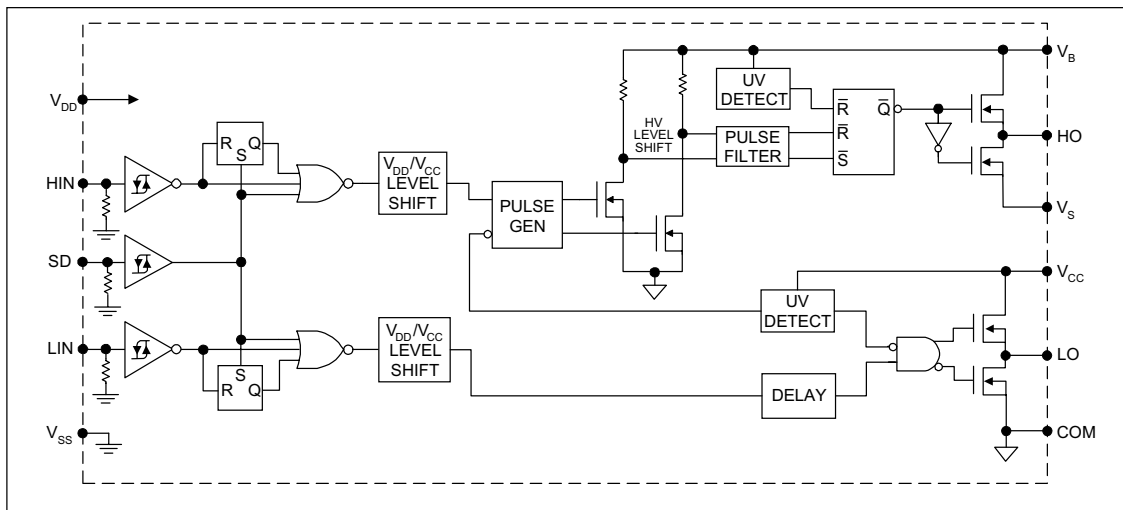 V_B
UV
DETECT
V_DD
R̅ Q̅
HV
LEVEL
SHIFT
R̅
PULSE
FILTER
HO
R Q
S
S̅
V_DD/V_CC
LEVEL
SHIFT
HIN
PULSE
GEN
V_S
SD
V_CC
UV
DETECT
V_DD/V_CC
LEVEL
SHIFT
LIN
LO
S
R Q
DELAY
V_SS
COM